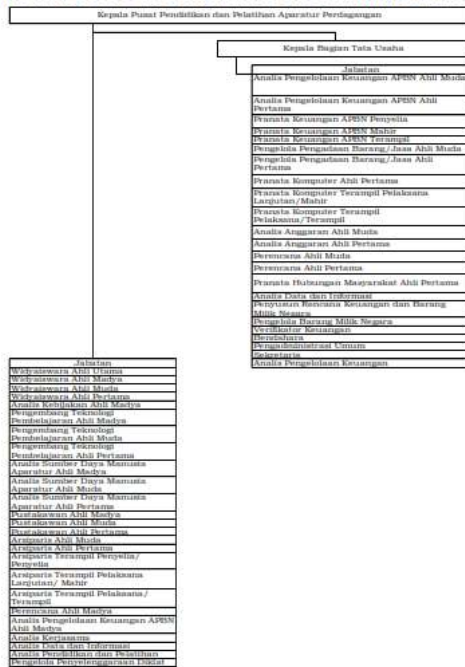 Kepala Pusat Pendidikan dan Pelatihan Aparatur Perdagangan
Kepala Bagian Tata Usaha
Jabatan
Analis Pengelolaan Keuangan APBN Ahli Muda
Analis Pengelolaan Keuangan APBN Ahli
Pertama
Pranata Keuangan APBN Penyelia
Pranata Keuangan APBN Mahir
Pranata Keuangan APBN Terampil
Pengelola Pengadaan Barang/Jasa Ahli Muda
Pengelola Pengadaan Barang/Jasa Ahli
Pertama
Pranata Komputer Ahli Pertama
Pranata Komputer Terampil Pelaksana
Lanjutan/Mahir
Pranata Komputer Terampil
Pelaksana/Terampil
Analis Anggaran Ahli Muda
Analis Anggaran Ahli Pertama
Perencana Ahli Muda
Perencana Ahli Pertama
Pranata Hubungan Masyarakat Ahli Pertama
Analis Data dan Informasi
Penyusun Rencana Keuangan dan Barang
Milik Negara
Pengelola Barang Milik Negara
Verifikator Keuangan
Bendahara
Pengadministrasi Umum
Sekretaris
Analis Pengelolaan Keuangan
Jabatan
Widyaiswara Ahli Utama
Widyaiswara Ahli Madya
Widyaiswara Ahli Muda
Widyaiswara Ahli Pertama
Analis Kebijakan Ahli Madya
Pengembang Teknologi
Pembelajaran Ahli Madya
Pengembang Teknologi
Pembelajaran Ahli Muda
Pengembang Teknologi
Pembelajaran Ahli Pertama
Analis Sumber Daya Manusia
Aparatur Ahli Madya
Analis Sumber Daya Manusia
Aparatur Ahli Muda
Analis Sumber Daya Manusia
Aparatur Ahli Pertama
Pustakawan Ahli Madya
Pustakawan Ahli Muda
Pustakawan Ahli Pertama
Arsiparis Ahli Muda
Arsiparis Ahli Pertama
Arsiparis Terampil Penyelia/
Penyelia
Arsiparis Terampil Pelaksana
Lanjutan/ Mahir
Arsiparis Terampil Pelaksana/
Terampil
Perencana Ahli Madya
Analis Pengelolaan Keuangan APBN
Ahli Madya
Analis Kerjasama
Analis Data dan Informasi
Analis Pendidikan dan Pelatihan
Pengelola Penyelenggaraan Diklat